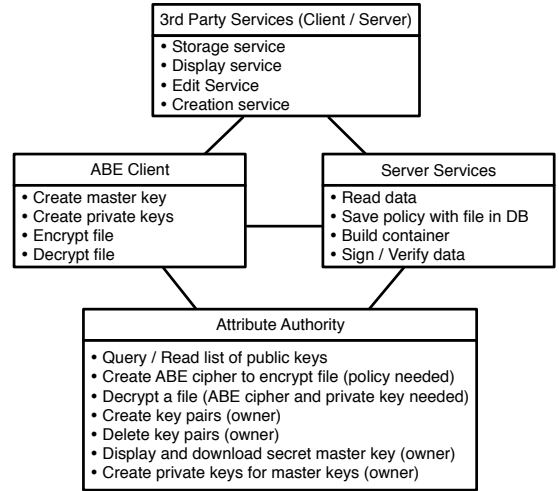 3rd Party Services (Client / Server)
• Storage service
• Display service
• Edit Service
• Creation service
ABE Client
• Create master key
• Create private keys
• Encrypt file
• Decrypt file
Server Services
• Read data
• Save policy with file in DB
• Build container
• Sign / Verify data
Attribute Authority
• Query / Read list of public keys
• Create ABE cipher to encrypt file (policy needed)
• Decrypt a file (ABE cipher and private key needed)
• Create key pairs (owner)
• Delete key pairs (owner)
• Display and download secret master key (owner)
• Create private keys for master keys (owner)